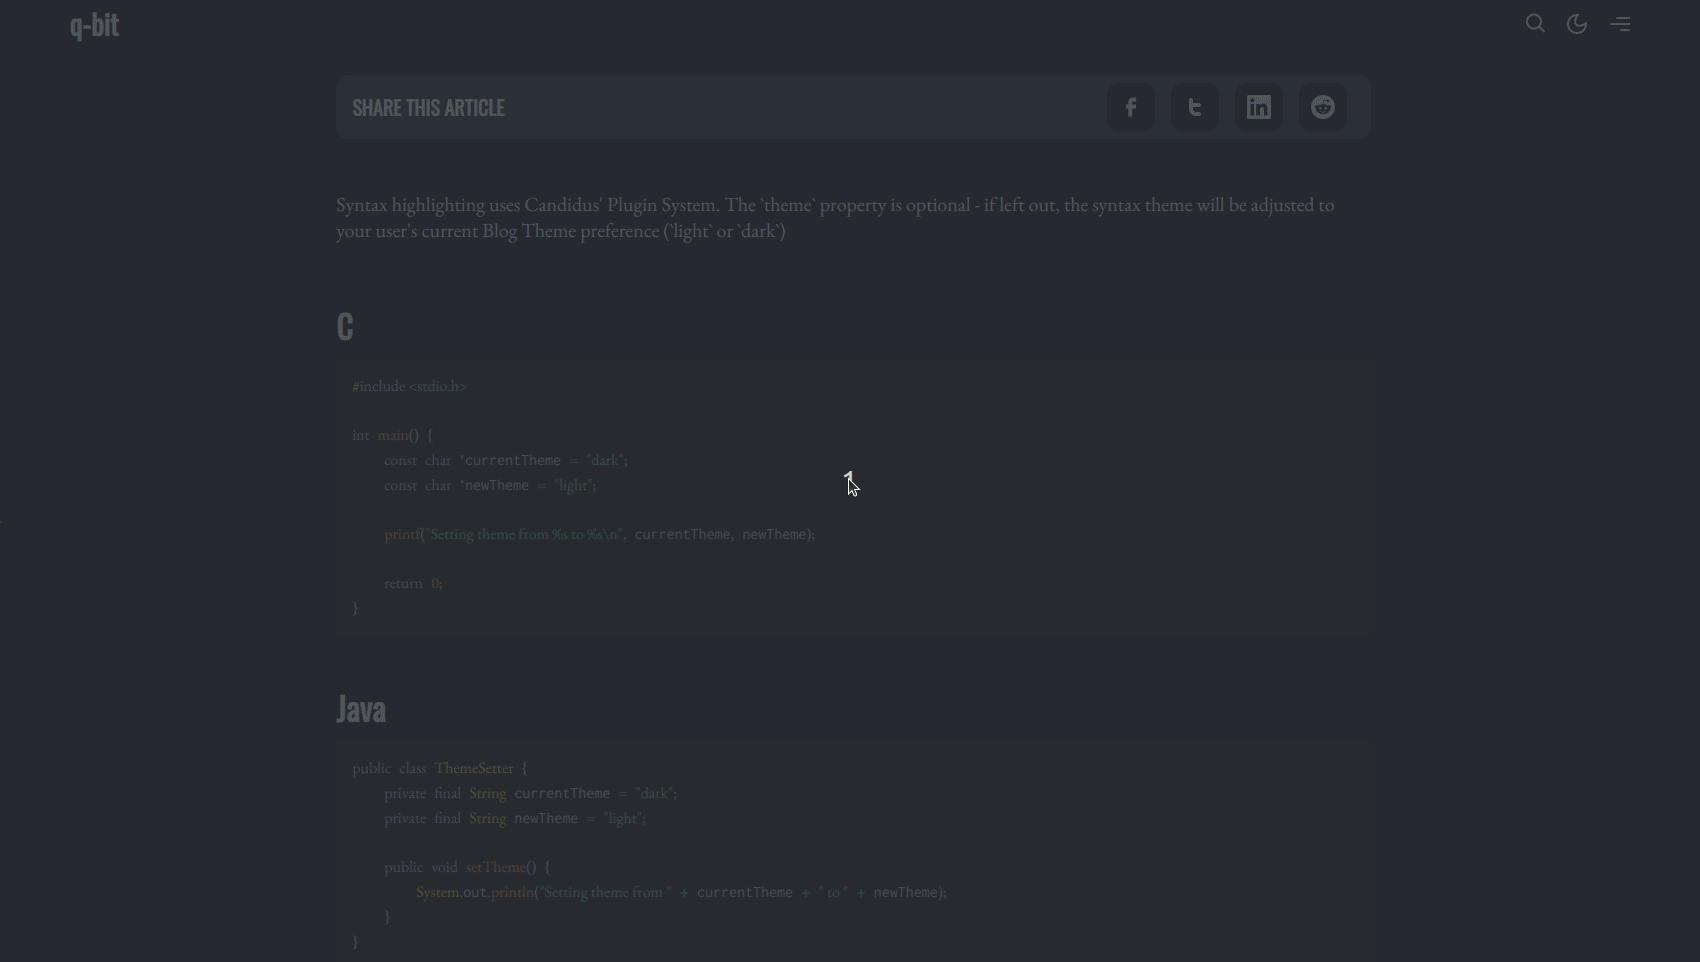 q-bit
SHARE THIS ARTICLE
Syntax highlighting uses Candidus' Plugin System. The `theme` property is optional - if left out, the syntax theme will be adjusted to
your user's current Blog Theme preference (`light` or `dark`)
C
#include <stdio.h>
int main() {
const char *currentTheme = "dark";
const char *newTheme = "light";
printf("Setting theme from %s to %s\n", currentTheme, newTheme);
return 0;
}
Java
public class ThemeSetter {
private final String currentTheme = "dark";
private final String newTheme = "light";
public void setTheme() {
System.out.println("Setting theme from " + currentTheme + " to " + newTheme);
}
}